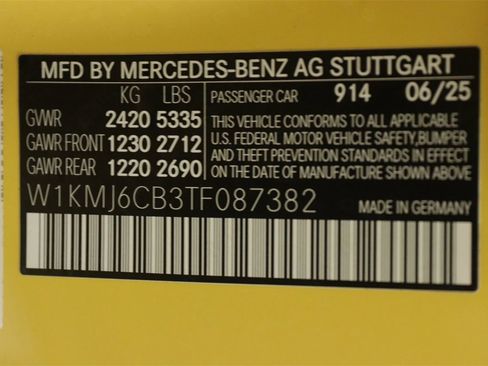 MFD BY MERCEDES-BENZ AG STUTTGART
KG LBS PASSENGER CAR 914 06/25
GVWR 2420 5335 THIS VEHICLE CONFORMS TO ALL APPLICABLE
GAWR FRONT 1230 2712 U.S. FEDERAL MOTOR VEHICLE SAFETY, BUMPER
AND THEFT PREVENTION STANDARDS IN EFFECT
GAWR REAR 1220 2690 ON THE DATE OF MANUFACTURE SHOWN ABOVE.
W1KMJ6CB3TF087382 MADE IN GERMANY